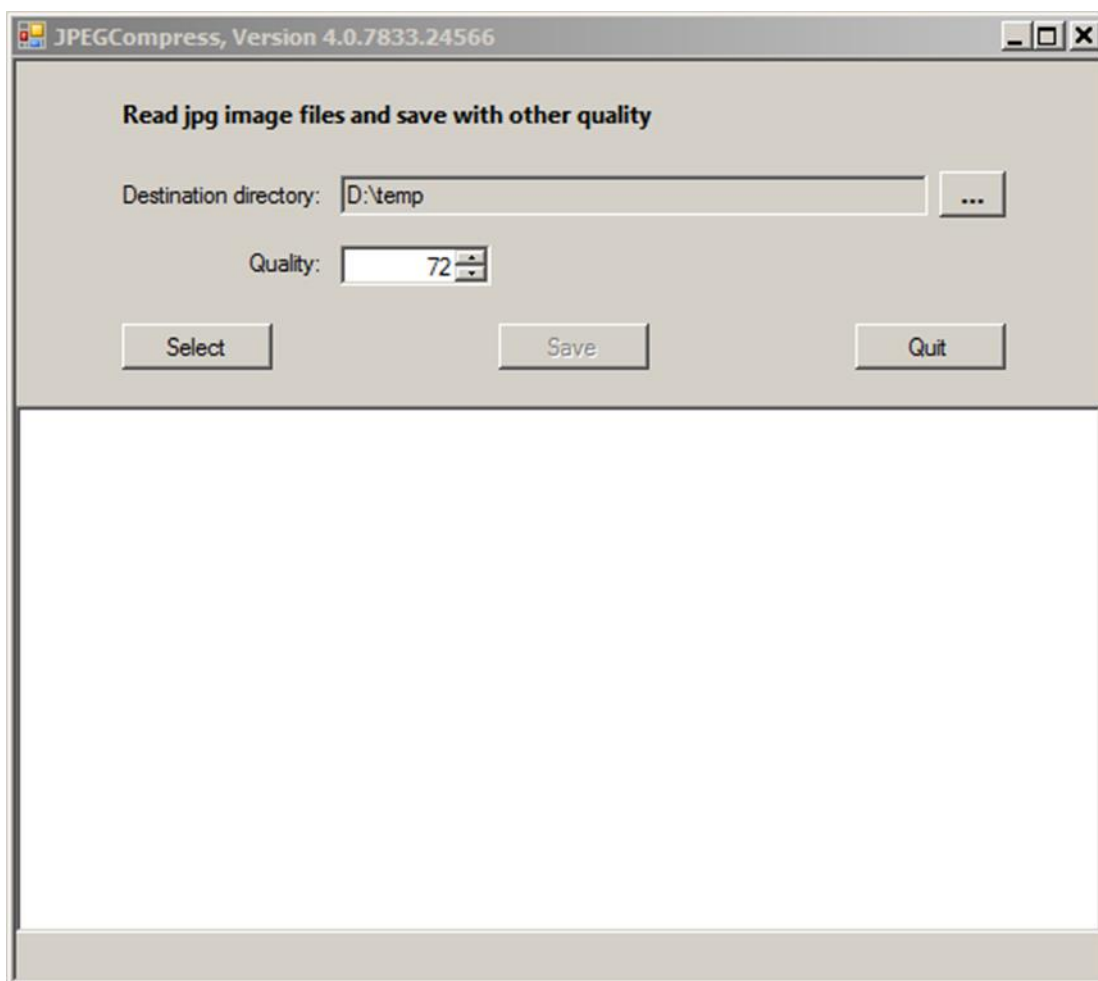 JPEGCompress, Version 4.0.7833.24566
Read jpg image files and save with other quality
Destination directory: D:\temp ...
Quality: 72
Select Save Quit